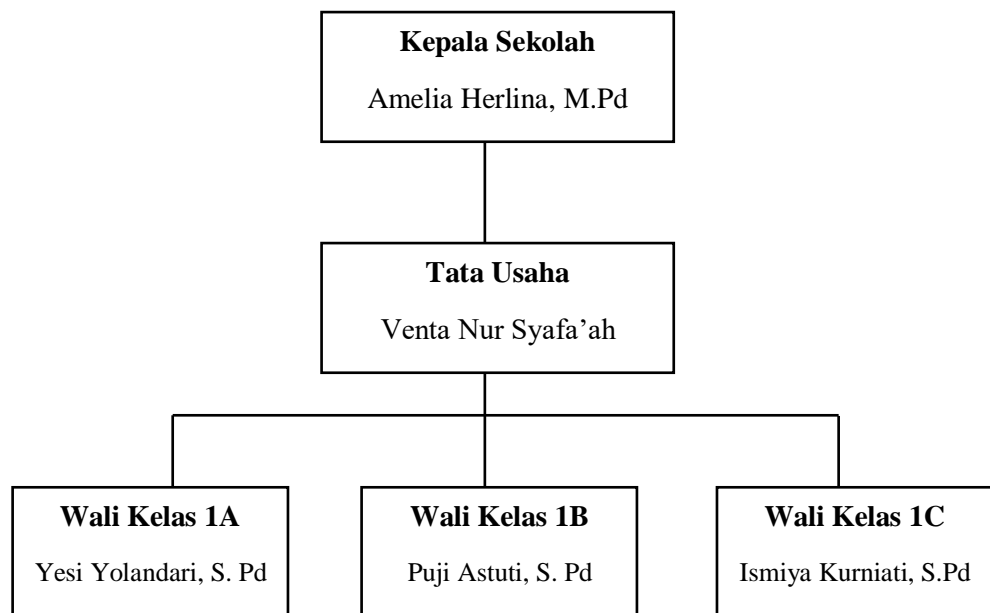 Kepala Sekolah
Amelia Herlina, M.Pd
Tata Usaha
Venta Nur Syafa’ah
Wali Kelas 1A
Yesi Yolandari, S. Pd
Wali Kelas 1B
Puji Astuti, S. Pd
Wali Kelas 1C
Ismiya Kurniati, S.Pd